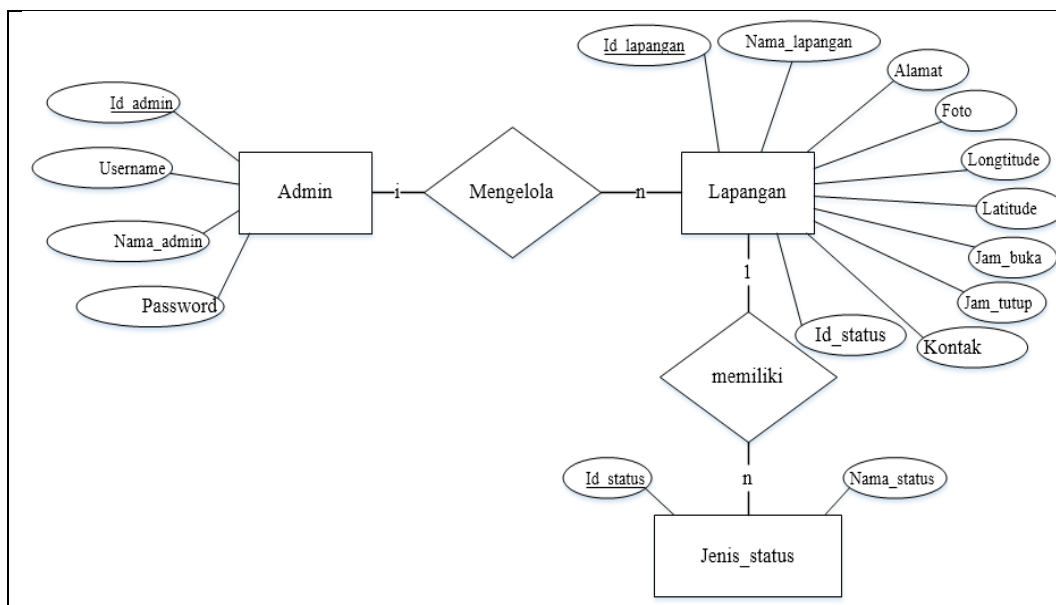 Id_lapangan
Nama_lapangan
Alamat
Foto
Longtitude
Latitude
Jam_buka
Jam_tutup
Kontak
Id_status
Id_admin
Username
Nama_admin
Password
Admin
i
Mengelola
n
Lapangan
1
memiliki
n
Id_status
Nama_status
Jenis_status